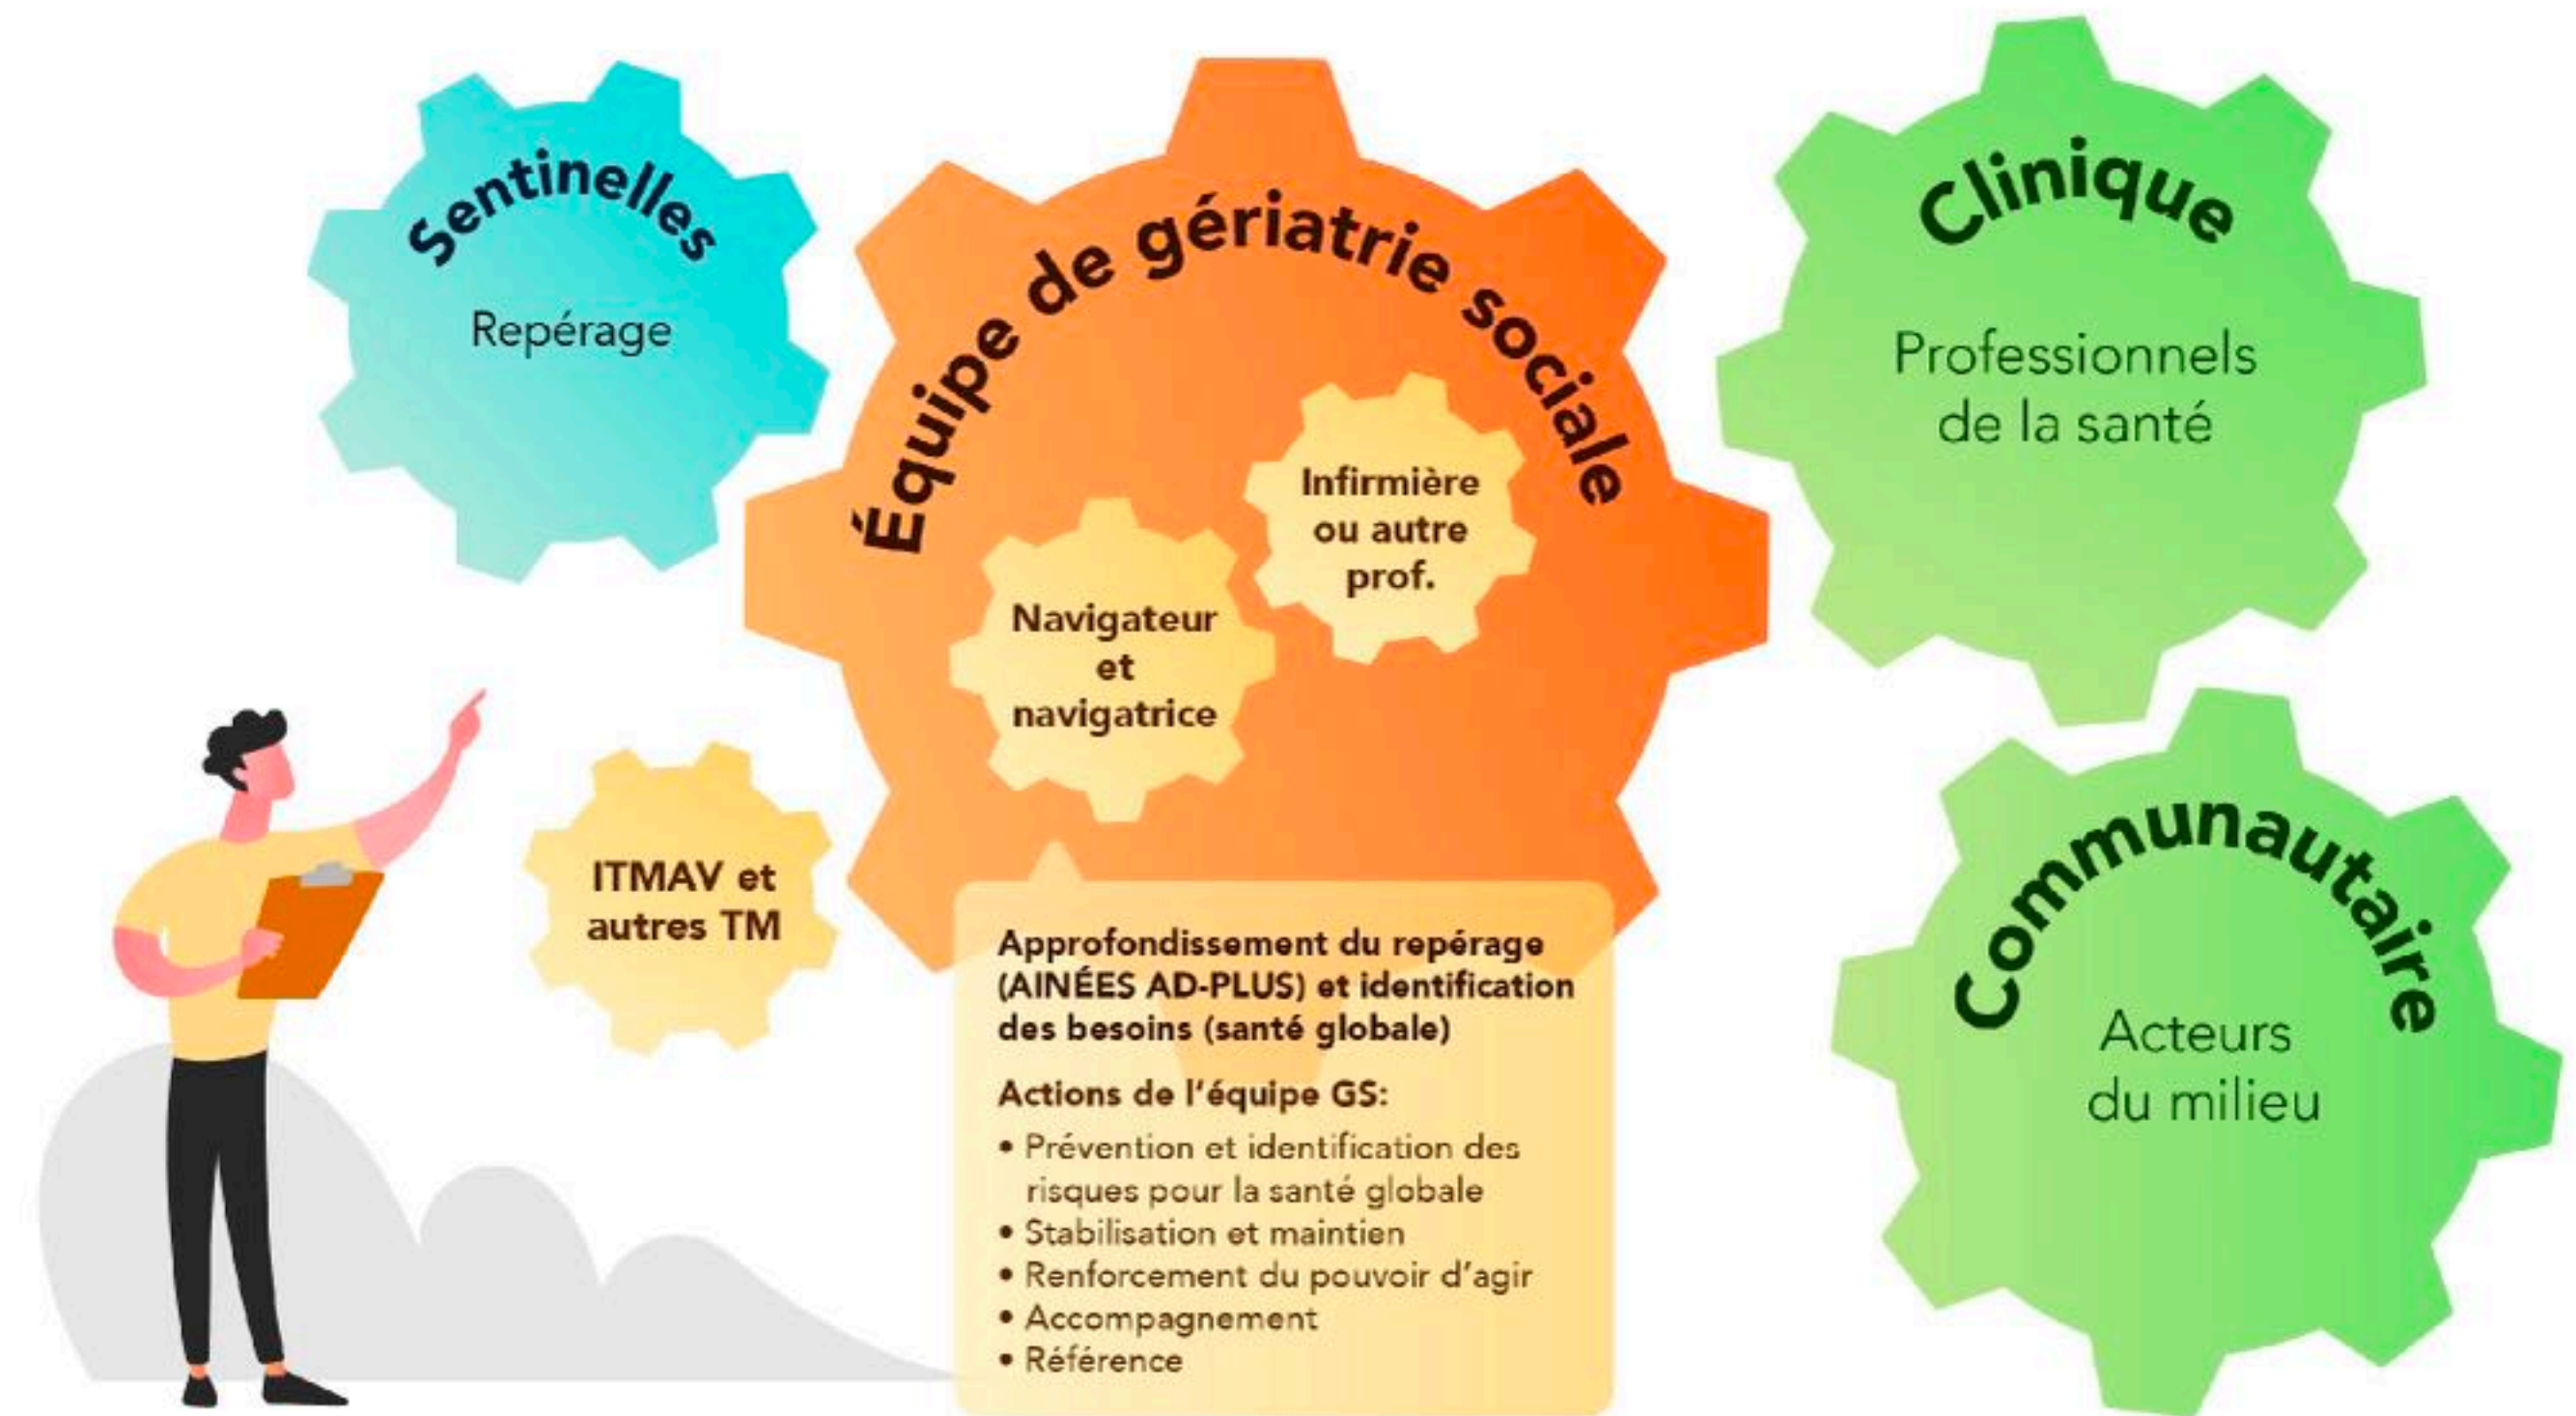 Sentinelles
Repérage
Équipe de gériatrie sociale
Infirmière
ou autre
prof.
Navigateur
et
navigatrice
Clinique
Professionnels
de la santé
ITMAV et
autres TM
Approfondissement du repérage
(AINÉES AD-PLUS) et identification
des besoins (santé globale)
Actions de l'équipe GS:
• Prévention et identification des
risques pour la santé globale
• Stabilisation et maintien
• Renforcement du pouvoir d'agir
• Accompagnement
• Référence
Communautaire
Acteurs
du milieu